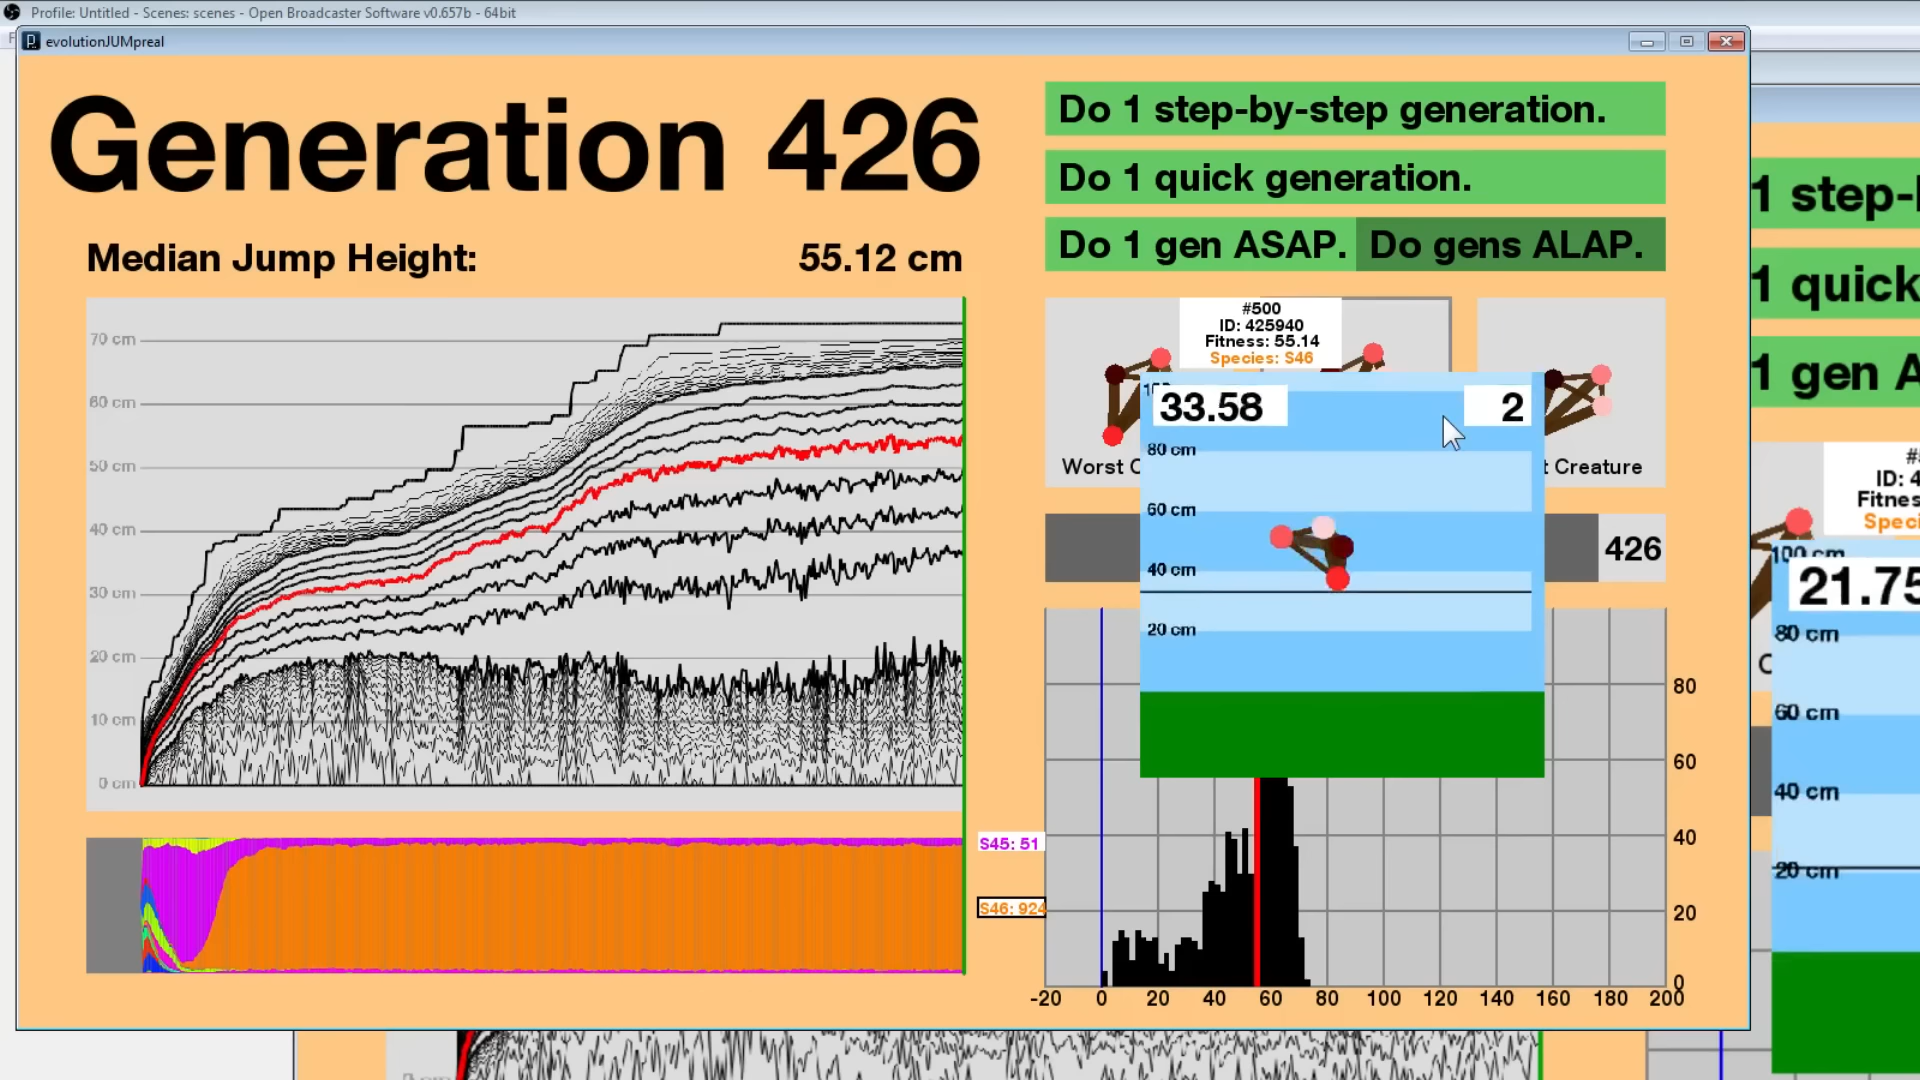 Profile: Untitled - Scenes: scenes - Open Broadcaster Software v0.657b - 64bit
evolutionJUMpreal
Generation 426
Median Jump Height: 55.12 cm
70 cm
60 cm
50 cm
40 cm
30 cm
20 cm
10 cm
0 cm
S45: 51
S46: 924
Do 1 step-by-step generation.
Do 1 quick generation.
Do 1 gen ASAP. Do gens ALAP.
#500
ID: 425940
Fitness: 55.14
Species: S46
33.58 2
80 cm
60 cm
40 cm
20 cm
Worst C
t Creature
426
80
60
40
20
0
-20 0 20 40 60 80 100 120 140 160 180 200
1 step-
1 quick
1 gen A
ID: 4
Fitnes
Speci
100 cm
21.75
80 cm
60 cm
40 cm
20 cm